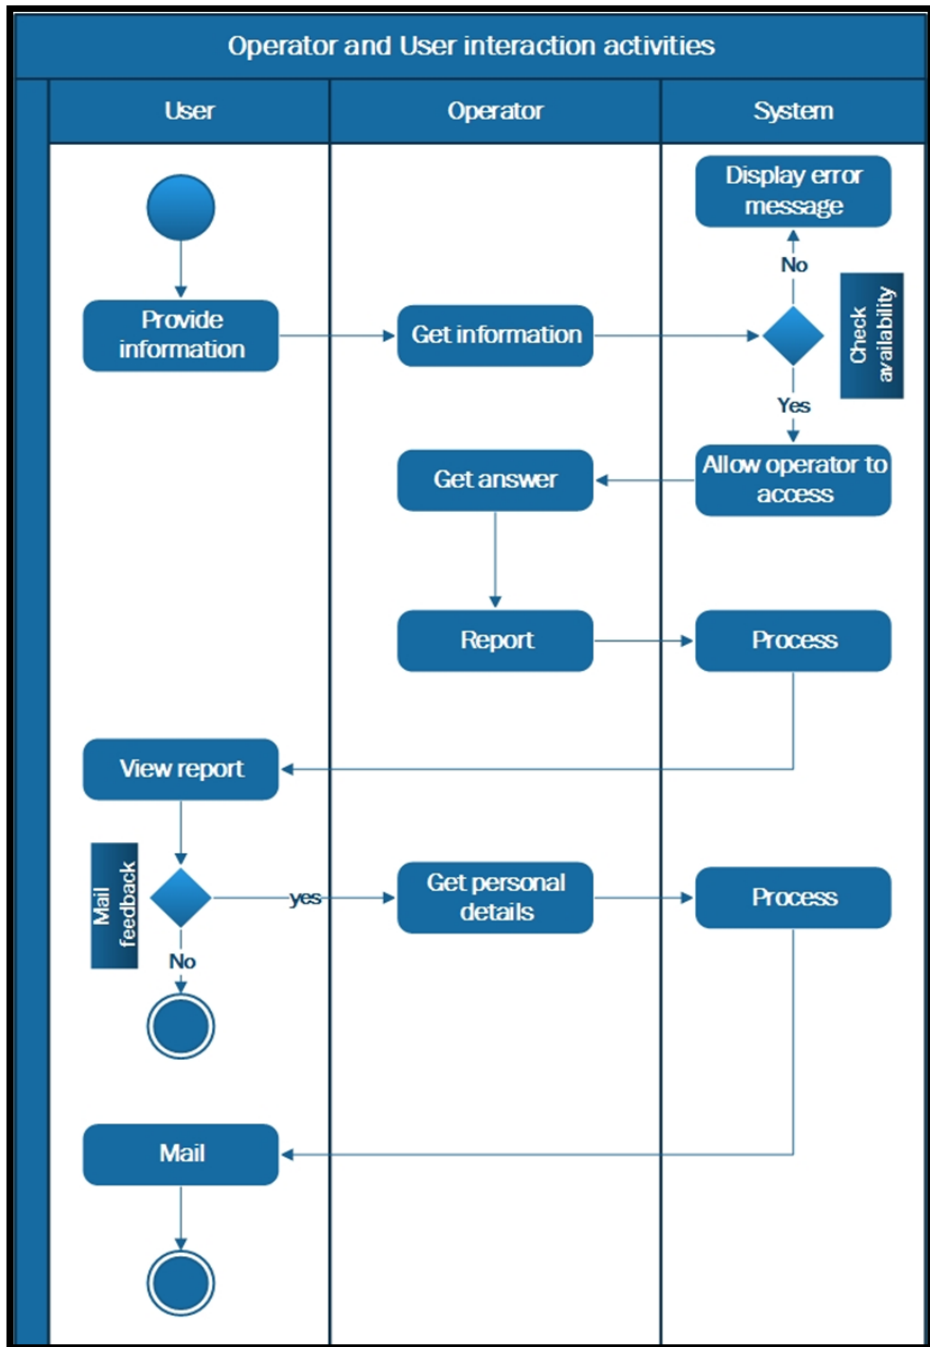 Operator and User interaction activities
User
Operator
System
Display error
message
No
Check
availability
Provide
information
Get information
Yes
Allow operator to
access
Get answer
Report
Process
View report
Mail
feedback
yes
Get personal
details
Process
No
Mail